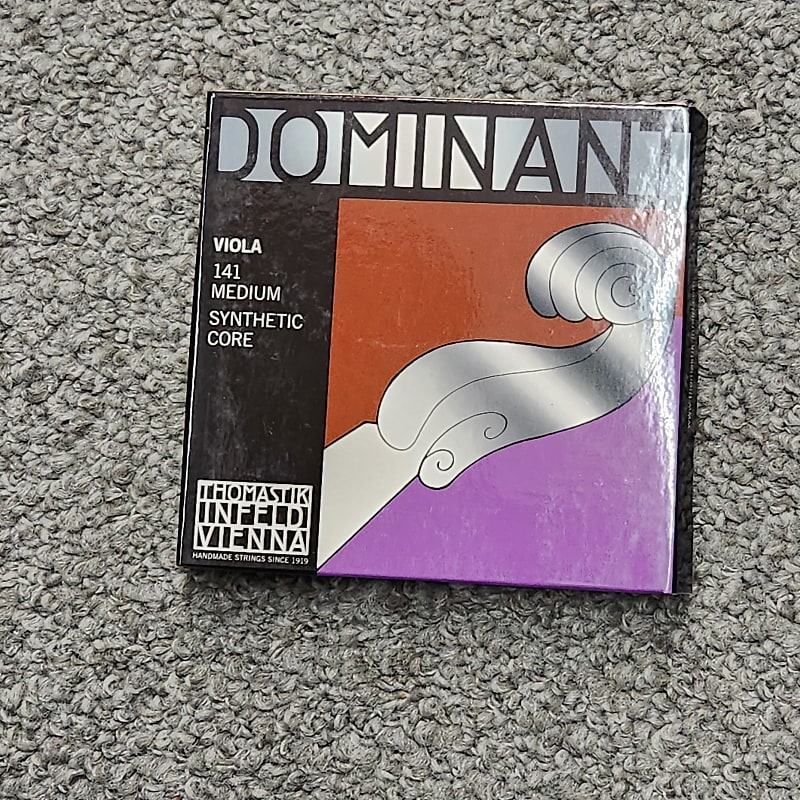 DOMINANT
VIOLA
141
MEDIUM
SYNTHETIC
CORE
THOMASTIK
INFELD
VIENNA
HANDMADE STRINGS SINCE 1919